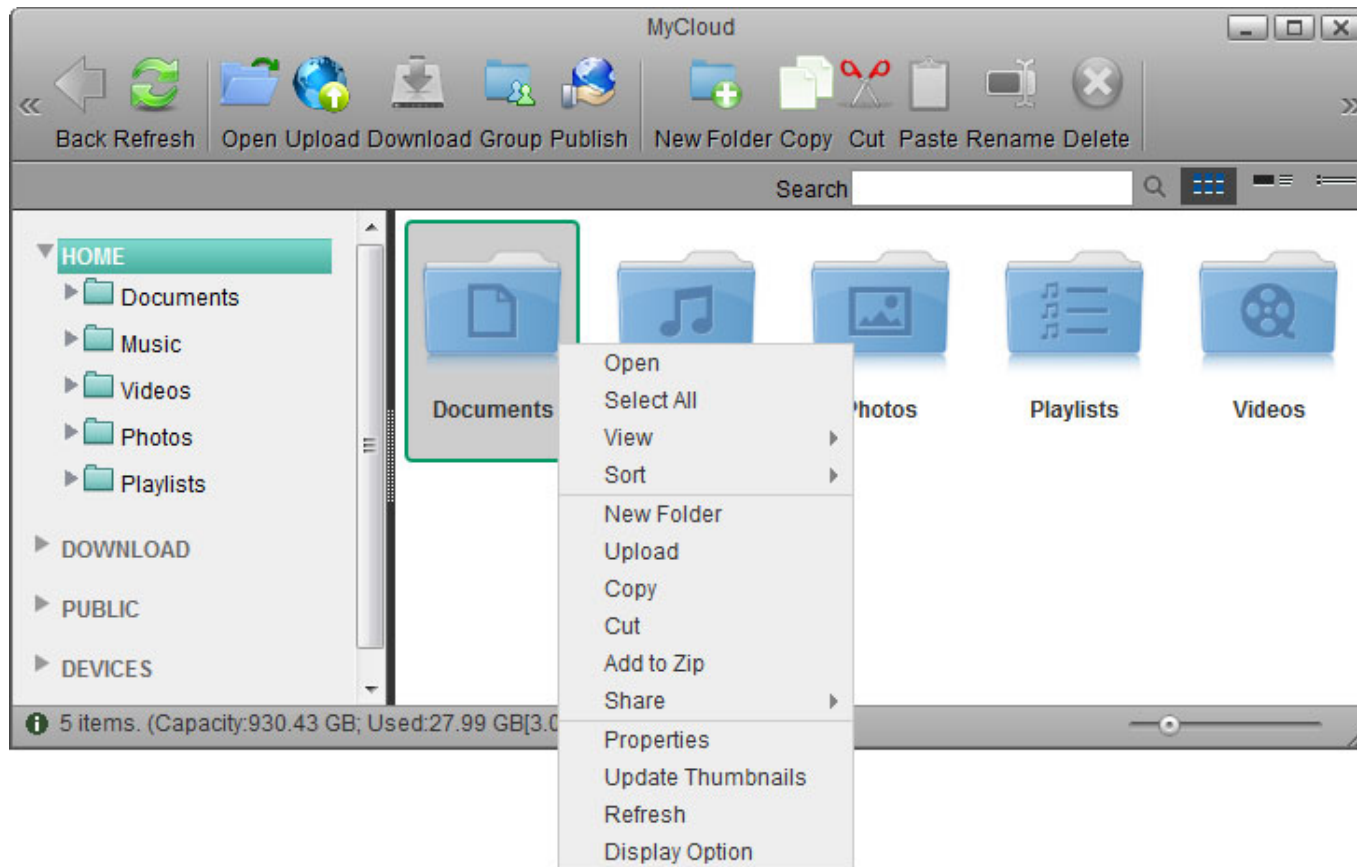 MyCloud
Back Refresh Open Upload Download Group Publish New Folder Copy Cut Paste Rename Delete
Search
HOME
Documents
Music
Videos
Photos
Playlists
DOWNLOAD
PUBLIC
DEVICES
Documents
Playlists
Videos
Open
Select All
View
Sort
New Folder
Upload
Copy
Cut
Add to Zip
Share
Properties
Update Thumbnails
Refresh
Display Option
5 items. (Capacity:930.43 GB; Used:27.99 GB[3.0